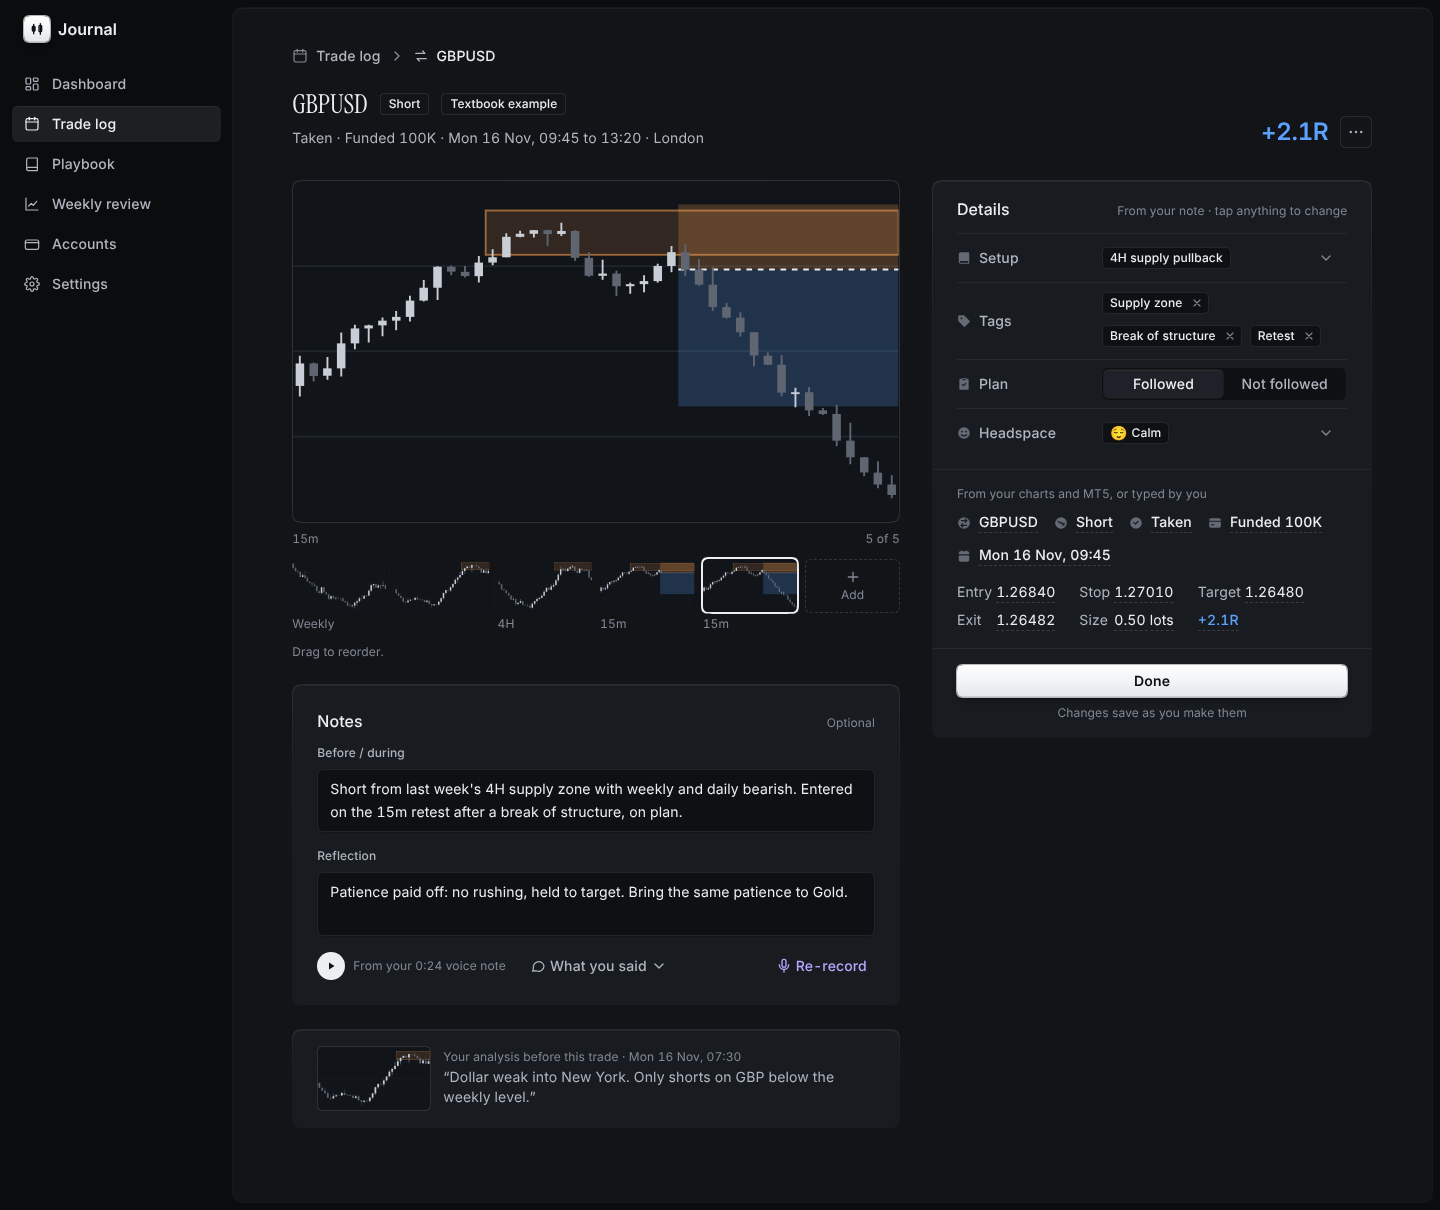 Journal
Dashboard
Trade log
Playbook
Weekly review
Accounts
Settings
Trade log
GBPUSD
GBPUSD
Short
Textbook example
Taken · Funded 100K · Mon 16 Nov, 09:45 to 13:20 · London
+2.1R
15m
5 of 5
Add
Weekly
4H
15m
15m
Drag to reorder.
Notes
Optional
Before / during
Short from last week's 4H supply zone with weekly and daily bearish. Entered
on the 15m retest after a break of structure, on plan.
Reflection
Patience paid off: no rushing, held to target. Bring the same patience to Gold.
From your 0:24 voice note
What you said
Re-record
Your analysis before this trade · Mon 16 Nov, 07:30
“Dollar weak into New York. Only shorts on GBP below the
weekly level.”
Details
From your note · tap anything to change
Setup
4H supply pullback
Tags
Supply zone
Break of structure
Retest
Plan
Followed
Not followed
Headspace
😌 Calm
From your charts and MT5, or typed by you
GBPUSD
Short
Taken
Funded 100K
Mon 16 Nov, 09:45
Entry 1.26840
Stop 1.27010
Target 1.26480
Exit 1.26482
Size 0.50 lots
+2.1R
Done
Changes save as you make them